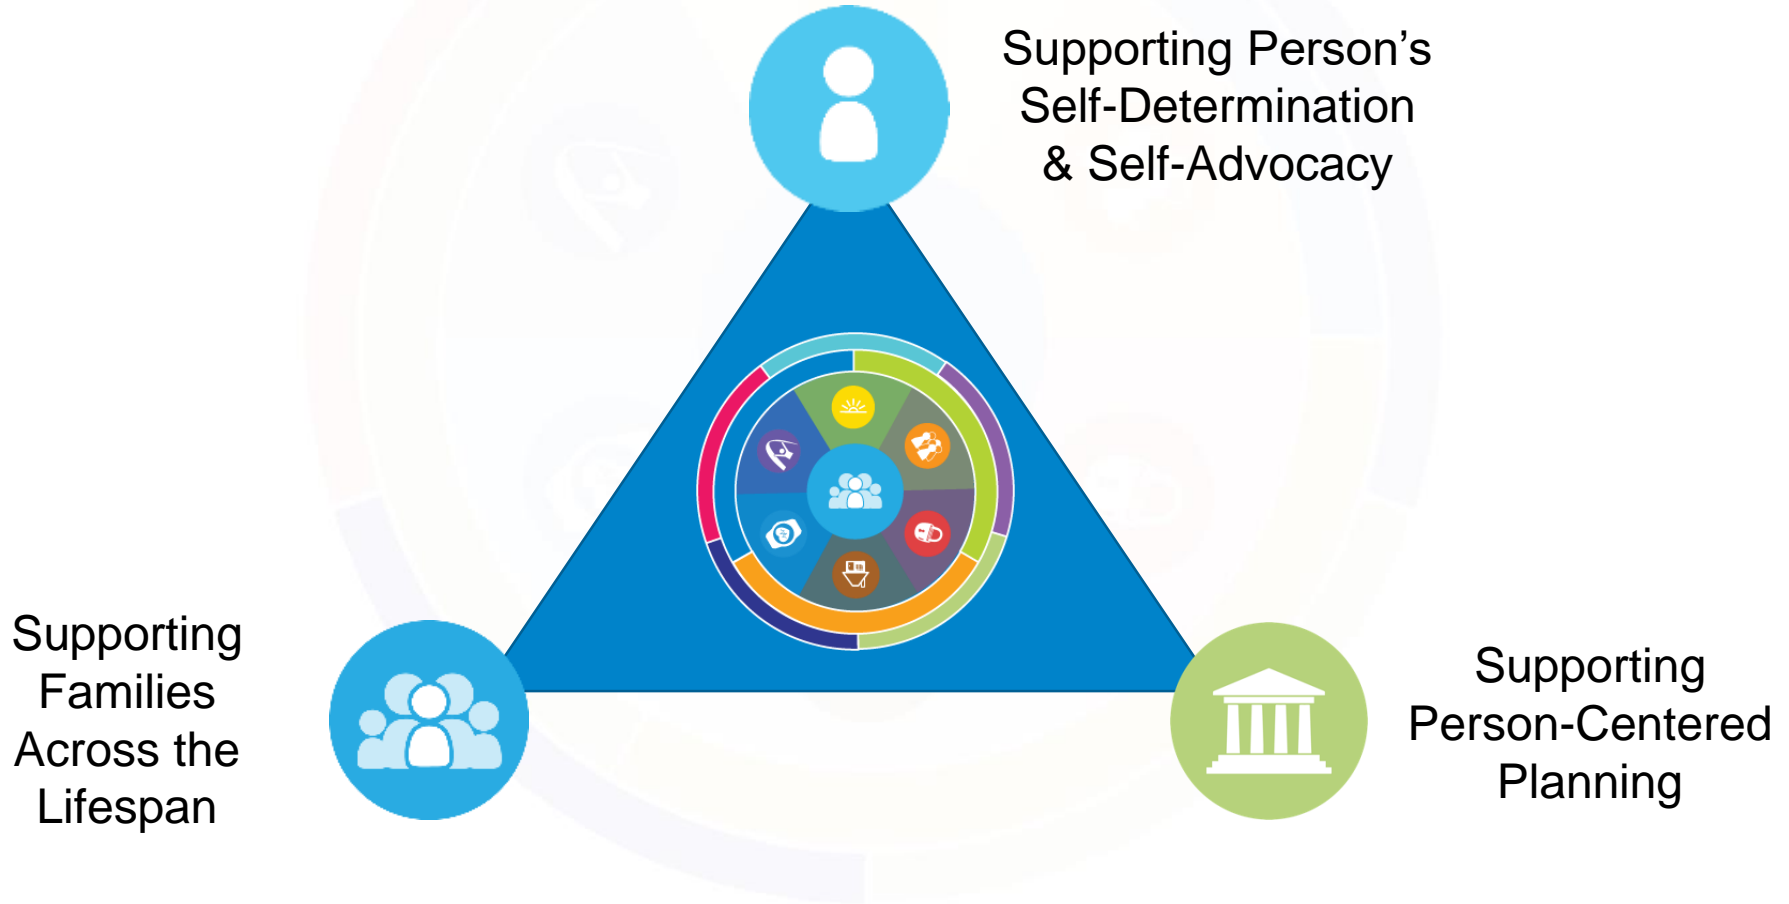 Supporting Person’s
Self-Determination
& Self-Advocacy
Supporting
Families
Across the
Lifespan
Supporting
Person-Centered
Planning